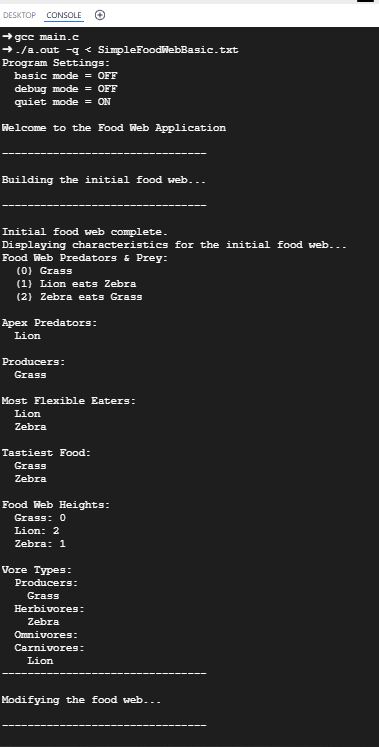 DESKTOP CONSOLE
➜ gcc main.c
➜ ./a.out -q < SimpleFoodWebBasic.txt
Program Settings:
  basic mode = OFF
  debug mode = OFF
  quiet mode = ON

Welcome to the Food Web Application

--------------------------------

Building the initial food web...

--------------------------------

Initial food web complete.
Displaying characteristics for the initial food web...
Food Web Predators & Prey:
  (0) Grass
  (1) Lion eats Zebra
  (2) Zebra eats Grass

Apex Predators:
  Lion

Producers:
  Grass

Most Flexible Eaters:
  Lion
  Zebra

Tastiest Food:
  Grass
  Zebra

Food Web Heights:
  Grass: 0
  Lion: 2
  Zebra: 1

Vore Types:
  Producers:
    Grass
  Herbivores:
    Zebra
  Omnivores:
  Carnivores:
    Lion
--------------------------------

Modifying the food web...

--------------------------------